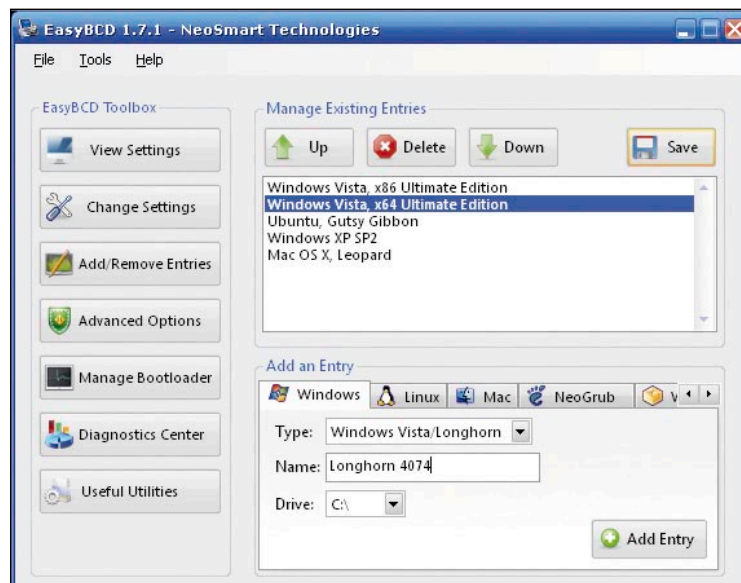 EasyBCD 1.7.1 - NeoSmart Technologies
File Tools Help
EasyBCD Toolbox
View Settings
Change Settings
Add/Remove Entries
Advanced Options
Manage Bootloader
Diagnostics Center
Useful Utilities
Manage Existing Entries
Up Delete Down Save
Windows Vista, x86 Ultimate Edition
Windows Vista, x64 Ultimate Edition
Ubuntu, Gutsy Gibbon
Windows XP SP2
Mac OS X, Leopard
Add an Entry
Windows Linux Mac NeoGrub
Type: Windows Vista/Longhorn
Name: Longhorn 4074
Drive: C:\
Add Entry